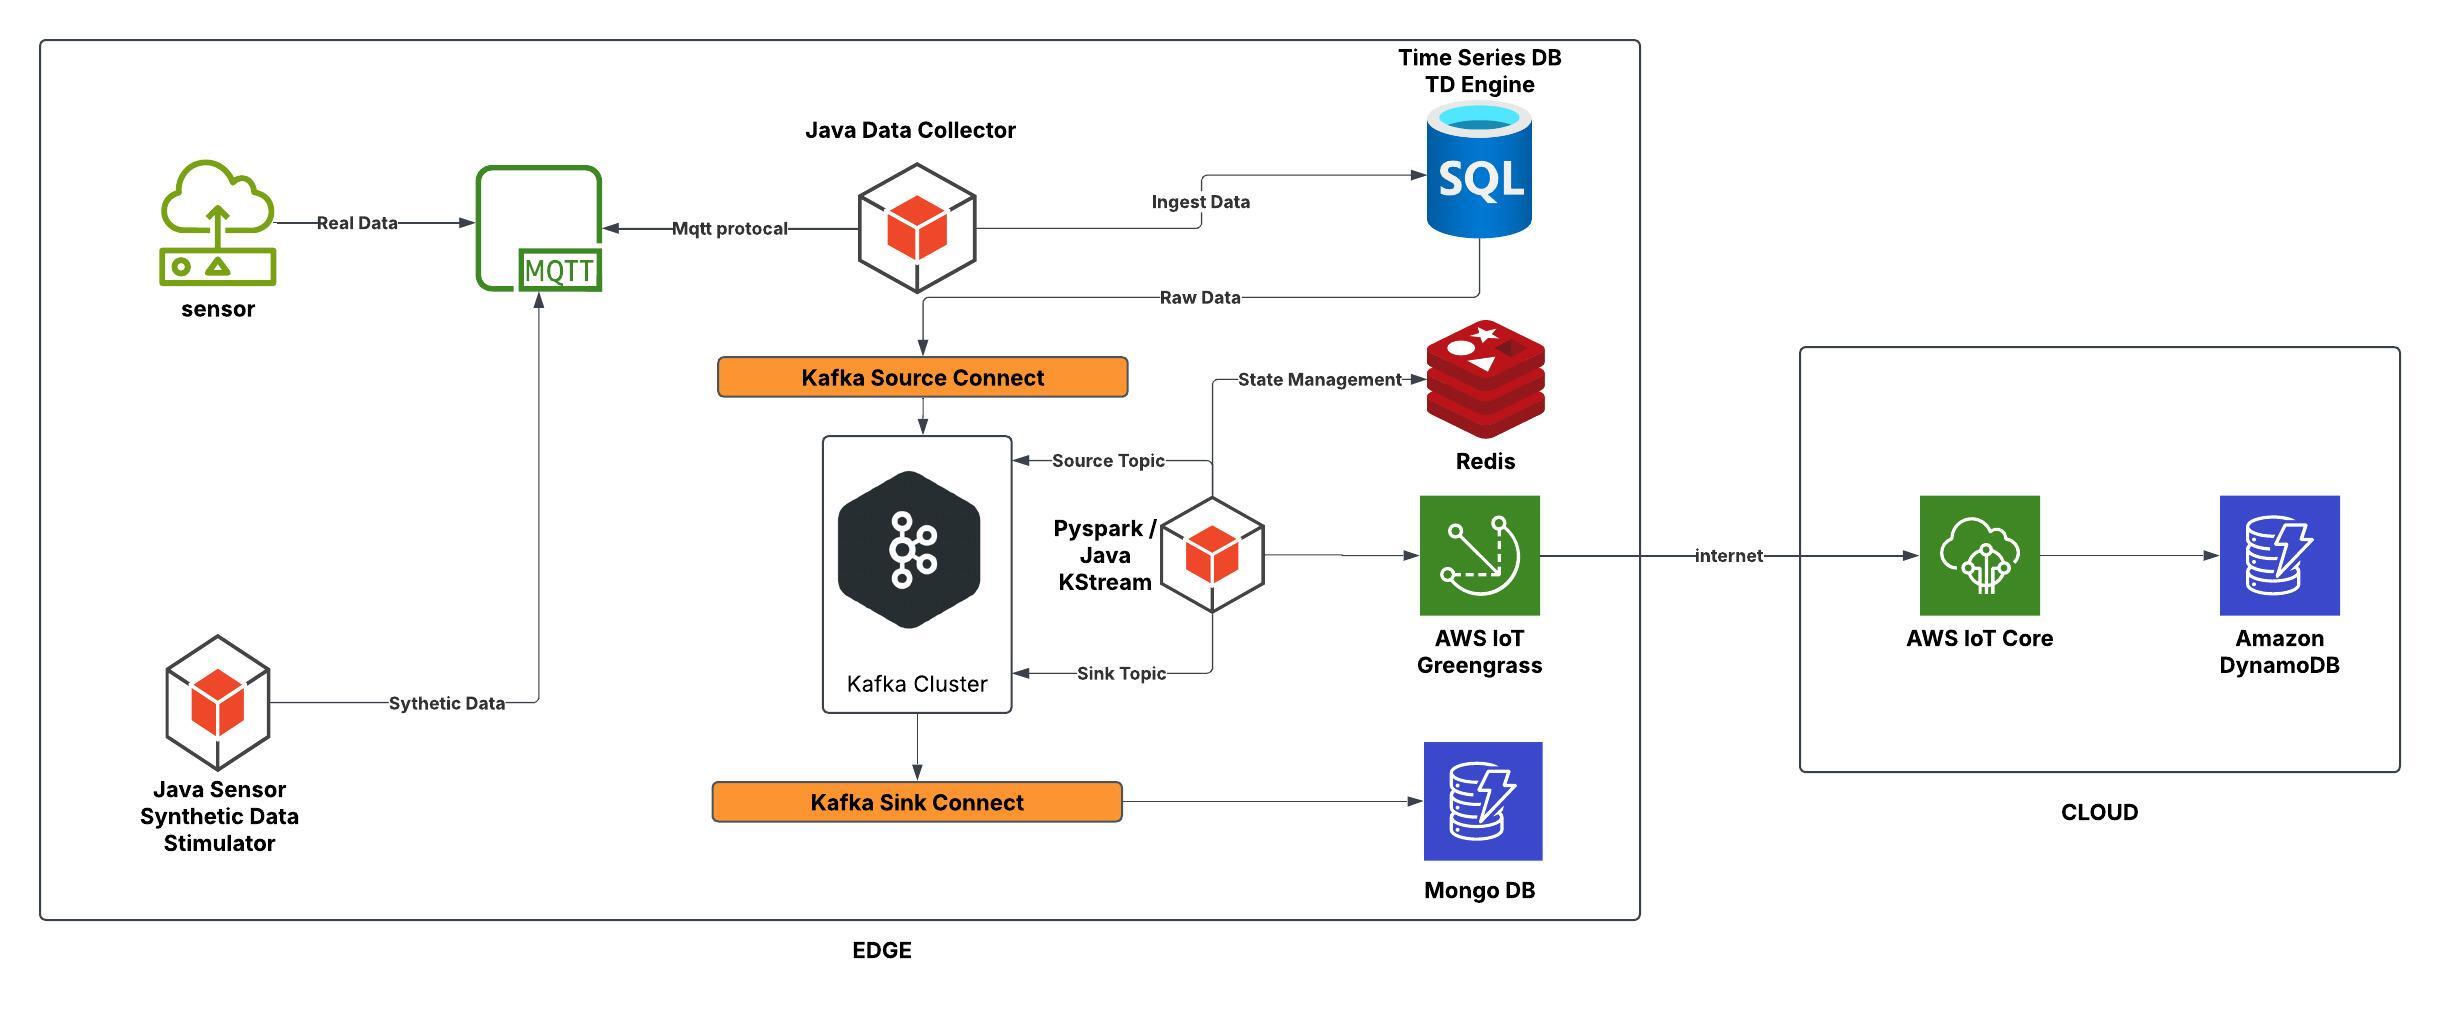 Time Series DB
TD Engine
Java Data Collector
SQL
Real Data
Mqtt protocal
Ingest Data
MQTT
sensor
Raw Data
Kafka Source Connect
State Management
Source Topic
Redis
Pyspark /
Java
KStream
internet
AWS IoT
Greengrass
AWS IoT Core
Amazon
DynamoDB
Sink Topic
Kafka Cluster
Sythetic Data
Java Sensor
Synthetic Data
Stimulator
Kafka Sink Connect
CLOUD
Mongo DB
EDGE